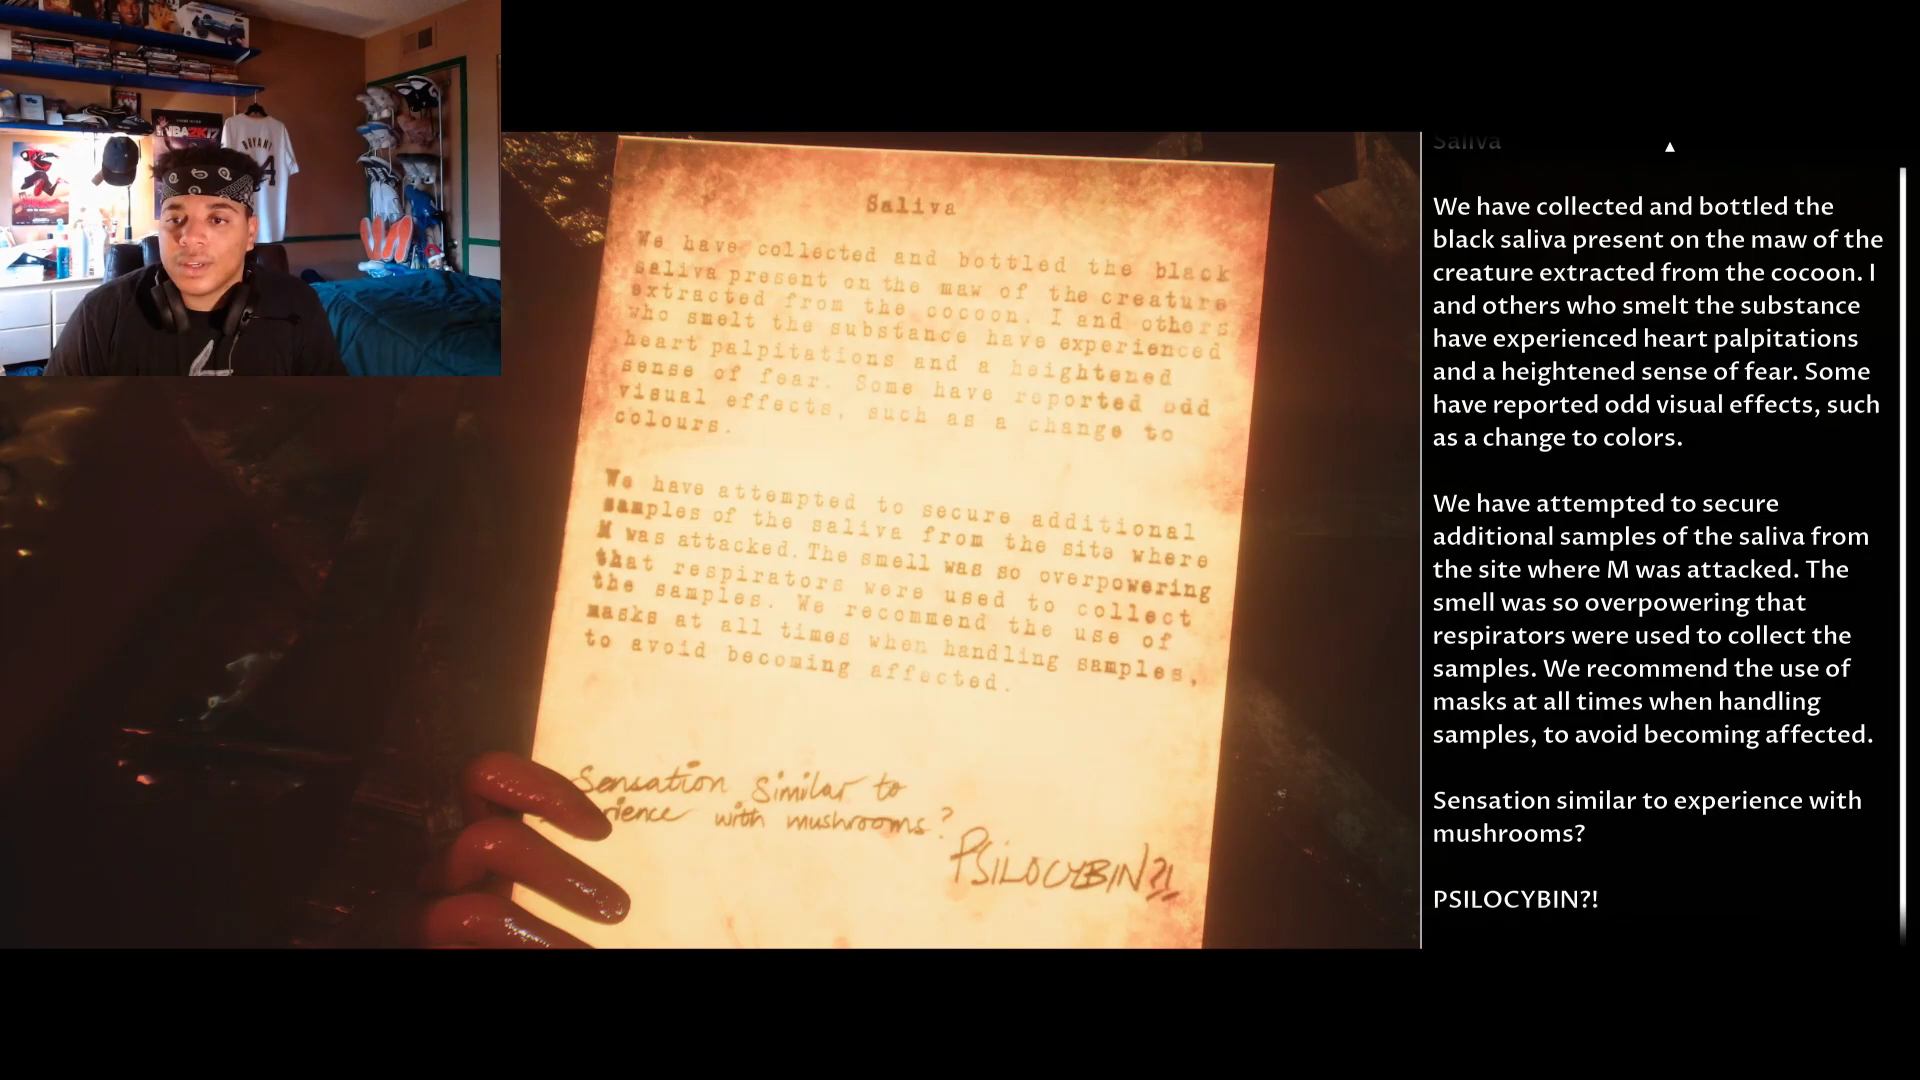 NBA2K17
BRYANT
4
Saliva
We have collected and bottled the black
saliva present on the maw of the creature
extracted from the cocoon. I and others
who smelt the substance have experienced
heart palpitations and a heightened
sense of fear. Some have reported odd
visual effects, such as a change to
colours.
We have attempted to secure additional
samples of the saliva from the site where
M was attacked. The smell was so overpowering
that respirators were used to collect
the samples. We recommend the use of
masks at all times when handling samples,
to avoid becoming affected.
Sensation similar to
rience with mushrooms?
PSILOCYBIN?!
Saliva
We have collected and bottled the
black saliva present on the maw of the
creature extracted from the cocoon. I
and others who smelt the substance
have experienced heart palpitations
and a heightened sense of fear. Some
have reported odd visual effects, such
as a change to colors.
We have attempted to secure
additional samples of the saliva from
the site where M was attacked. The
smell was so overpowering that
respirators were used to collect the
samples. We recommend the use of
masks at all times when handling
samples, to avoid becoming affected.
Sensation similar to experience with
mushrooms?
PSILOCYBIN?!